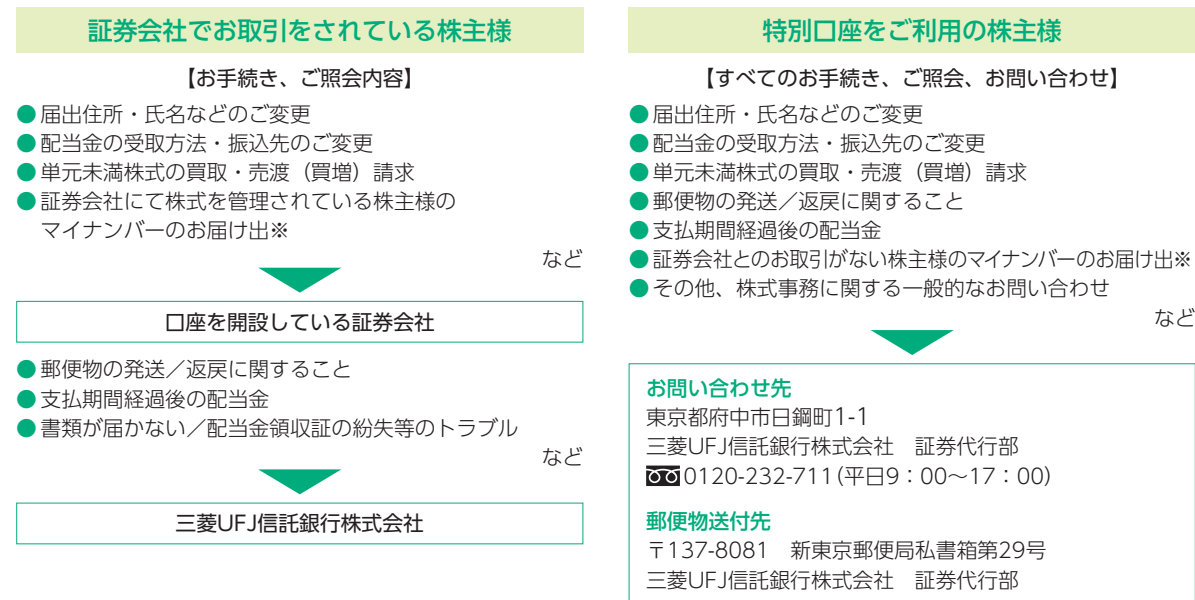 証券会社でお取引をされている株主様
【お手続き、ご照会内容】
●届出住所・氏名などのご変更
●配当金の受取方法・振込先のご変更
●単元未満株式の買取・売渡（買増）請求
●証券会社にて株式を管理されている株主様の
マイナンバーのお届け出※
など
口座を開設している証券会社
●郵便物の発送／返戻に関すること
●支払期間経過後の配当金
●書類が届かない／配当金領収証の紛失等のトラブル
など
三菱UFJ信託銀行株式会社
特別口座をご利用の株主様
【すべてのお手続き、ご照会、お問い合わせ】
●届出住所・氏名などのご変更
●配当金の受取方法・振込先のご変更
●単元未満株式の買取・売渡（買増）請求
●郵便物の発送／返戻に関すること
●支払期間経過後の配当金
●証券会社とのお取引がない株主様のマイナンバーのお届け出※
●その他、株式事務に関する一般的なお問い合わせ
など
お問い合わせ先
東京都府中市日鋼町1-1
三菱UFJ信託銀行株式会社　証券代行部
0120-232-711(平日9：00～17：00)
郵便物送付先
〒137-8081　新東京郵便局私書箱第29号
三菱UFJ信託銀行株式会社　証券代行部